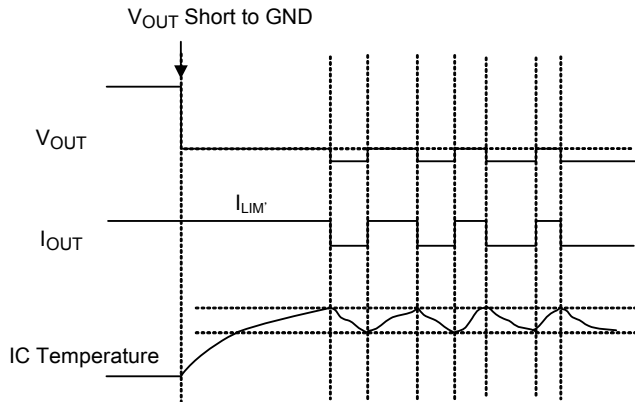 VOUT Short to GND
VOUT
ILIM'
IOUT
IC Temperature